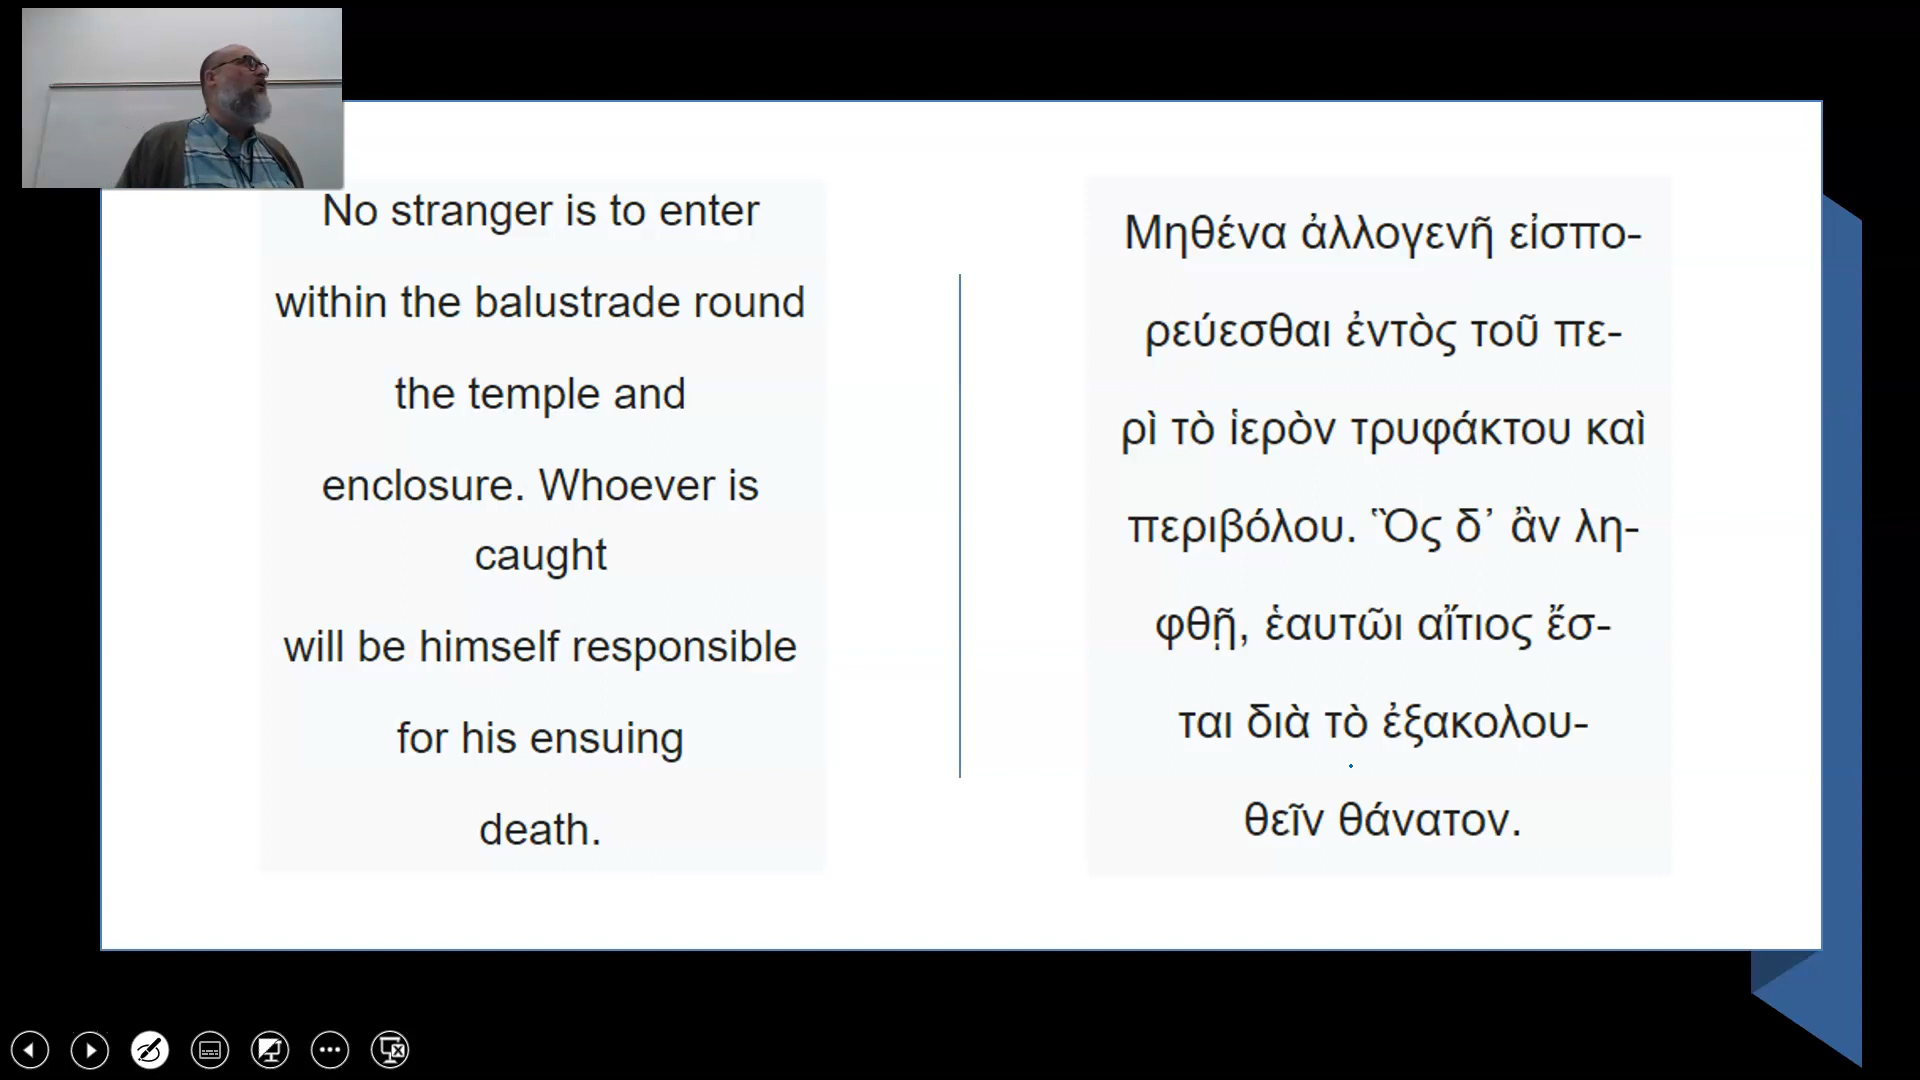 No stranger is to enter
within the balustrade round
the temple and
enclosure. Whoever is
caught
will be himself responsible
for his ensuing
death.
Μηθένα ἀλλογενῆ εἰσπο-
ρεύεσθαι ἐντὸς τοῦ πε-
ρὶ τὸ ἱερὸν τρυφάκτου καὶ
περιβόλου. Ὃς δ’ ἂν λη-
φθῇ, ἑαυτῶι αἴτιος ἔσ-
ται διὰ τὸ ἐξακολου-
θεῖν θάνατον.